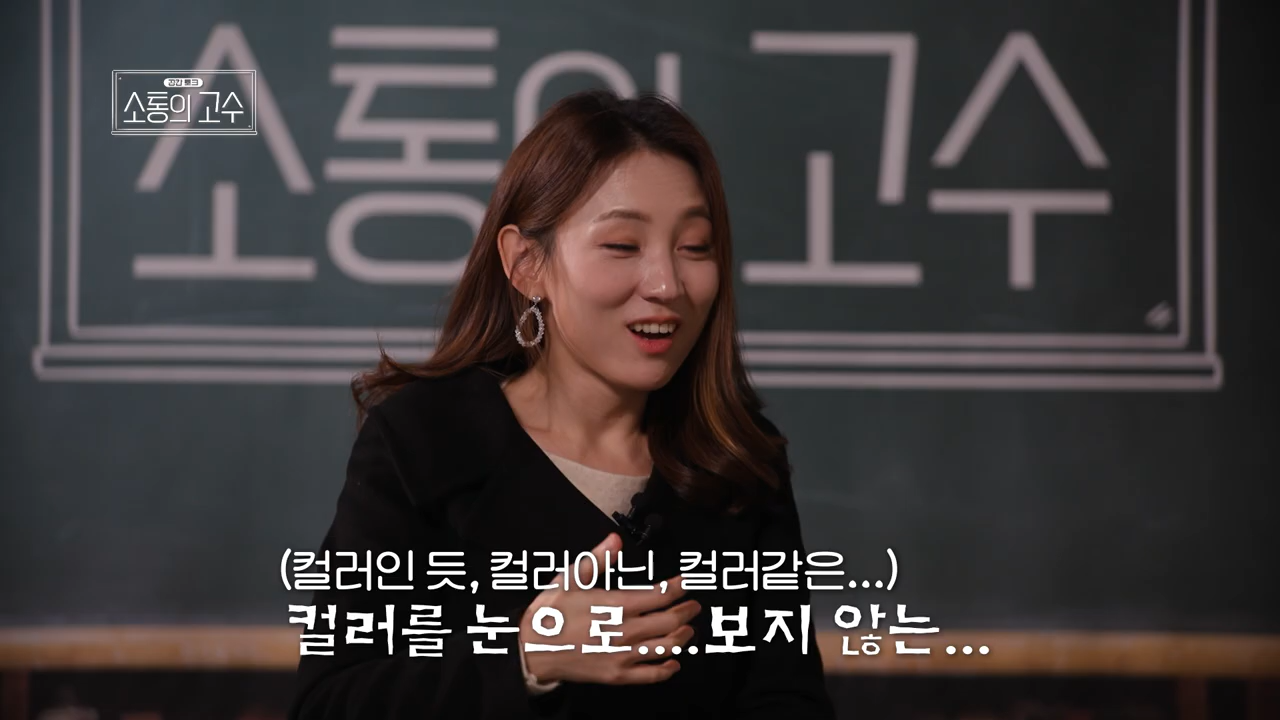 소통의 고수
소통의 고수
(컬러인 듯, 컬러아닌, 컬러같은...)
컬러를 눈으로....보지 않는...